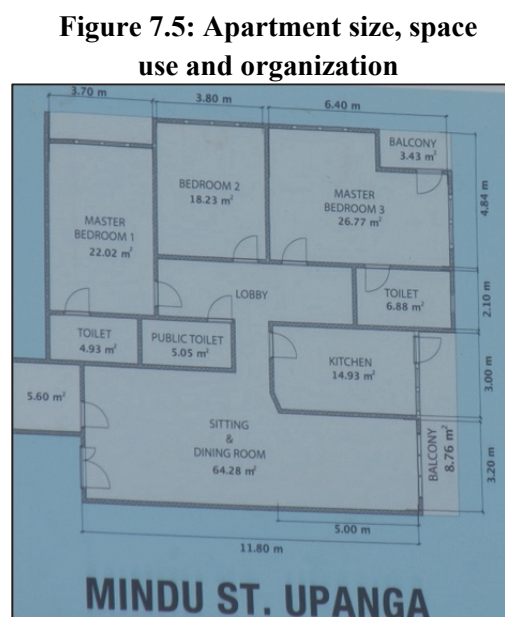 Figure 7.5: Apartment size, space
use and organization
3.70 m
3.80 m
6.40 m
BALCONY
3.43 m²
BEDROOM 2
18.23 m²
MASTER
BEDROOM 3
26.77 m²
4.84 m
MASTER
BEDROOM 1
22.02 m²
LOBBY
TOILET
6.88 m²
2.10 m
TOILET
4.93 m²
PUBLIC TOILET
5.05 m²
KITCHEN
14.93 m²
3.00 m
5.60 m²
SITTING
&
DINING ROOM
64.28 m²
BALCONY
8.76 m²
3.20 m
5.00 m
11.80 m
MINDU ST. UPANGA